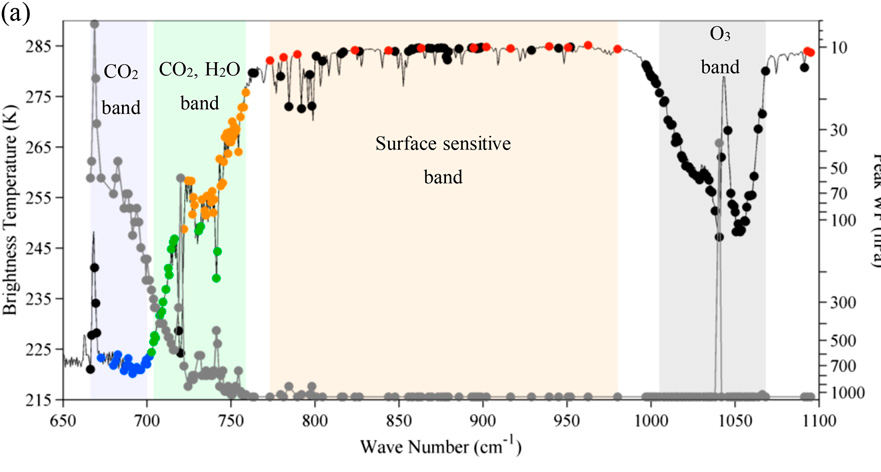 (a)
285
275
265
255
245
235
225
215
Brightness Temperature (K)
CO2
band
CO2, H2O
band
Surface sensitive
band
O3
band
10
30
50
70
100
300
500
700
1000
Peak WF (hPa)
650
700
750
800
850
900
950
1000
1050
1100
Wave Number (cm-1)